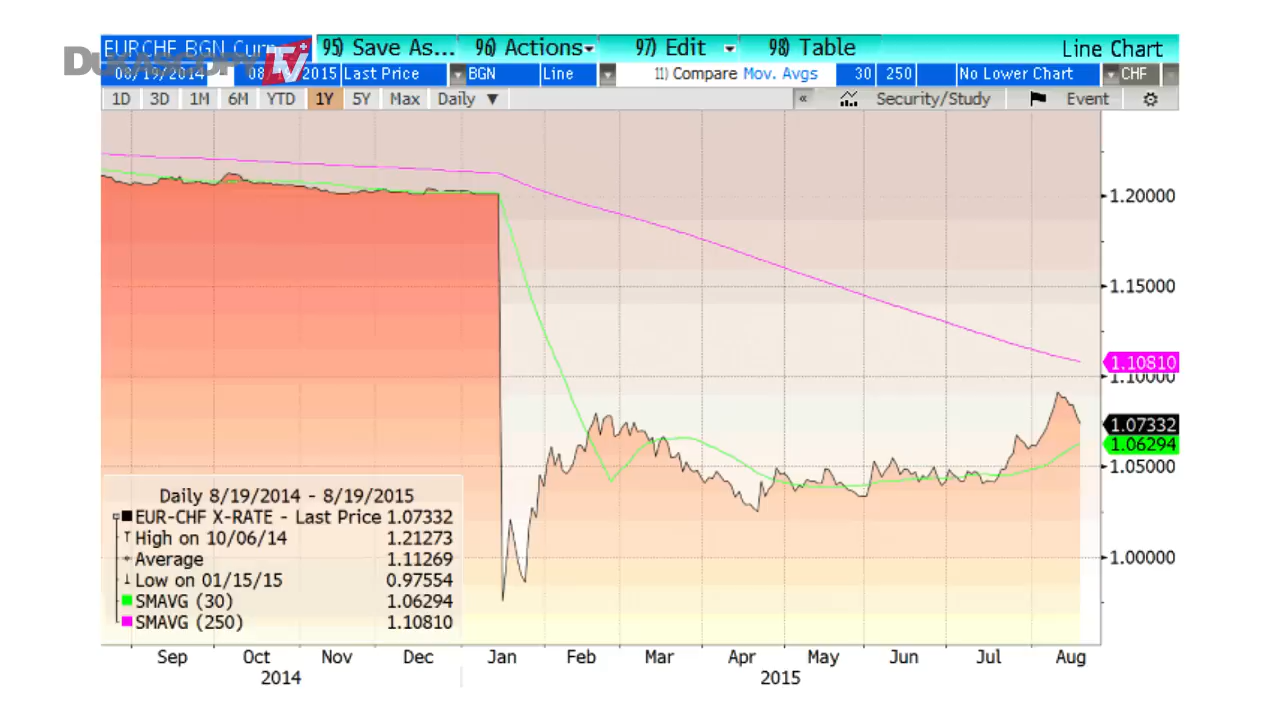 EURCHF BGN Curncy 95) Save As... 96) Actions 97) Edit 98) Table Line Chart
DUKASCOPY TV
08/19/2014 08/19/2015 Last Price BGN Line 11) Compare Mov. Avgs 30 250 No Lower Chart CHF
1D 3D 1M 6M YTD 1Y 5Y Max Daily ▼ « Security/Study Event
1.20000
1.15000
1.10810
1.10000
1.07332
1.06294
1.05000
1.00000
Daily 8/19/2014 - 8/19/2015
EUR-CHF X-RATE - Last Price 1.07332
High on 10/06/14 1.21273
Average 1.11269
Low on 01/15/15 0.97554
SMAVG (30) 1.06294
SMAVG (250) 1.10810
Sep Oct Nov Dec Jan Feb Mar Apr May Jun Jul Aug
2014 2015